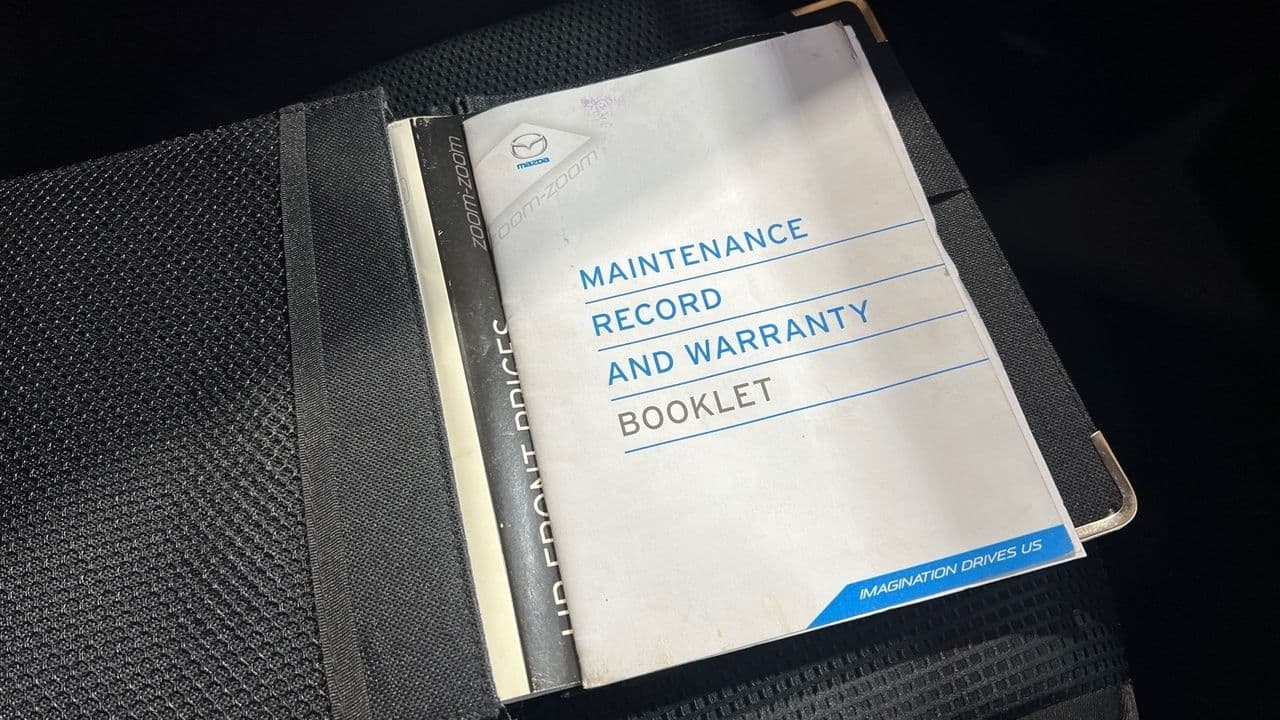 mazda
zoom-zoom
MAINTENANCE
RECORD
AND WARRANTY
BOOKLET
IMAGINATION DRIVES US
zoom-zoom
UP FRONT PRICES